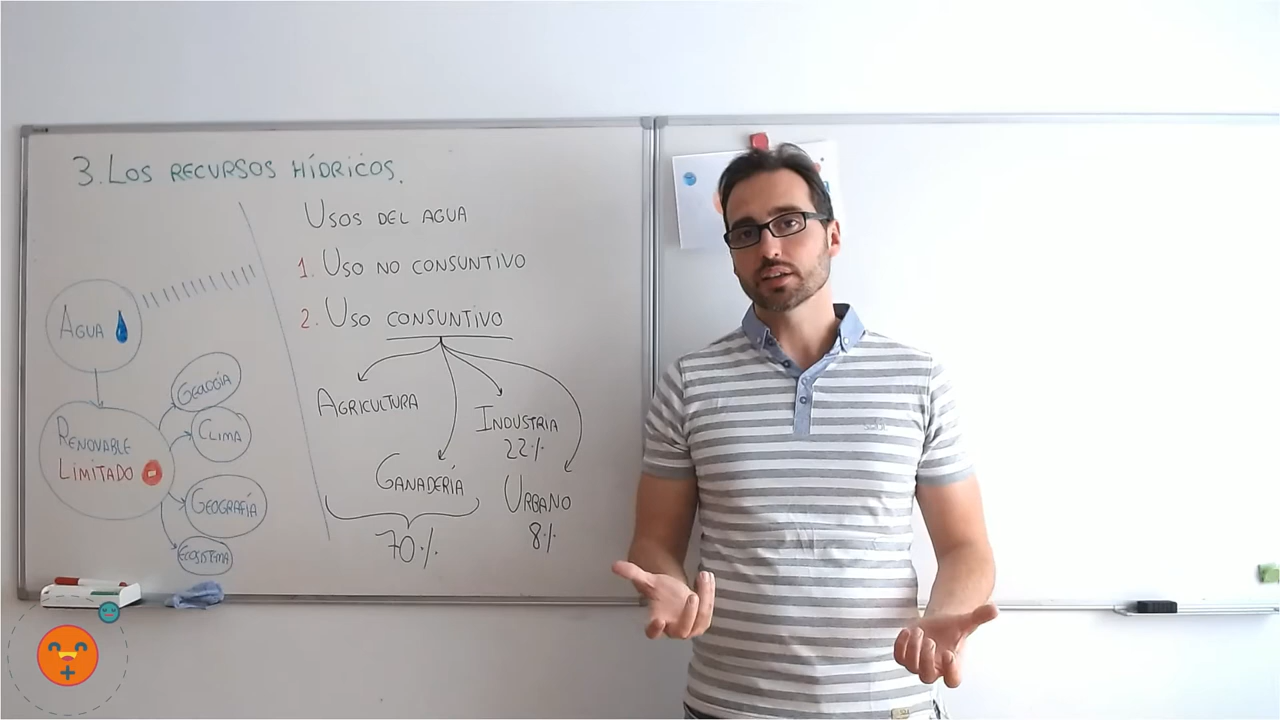 3. LOS RECURSOS HÍDRICOS.
AGUA
RENOVABLE
LIMITADO
GEOLOGÍA
CLIMA
GEOGRAFÍA
ECOSISTEMA
USOS DEL AGUA
1. USO NO CONSUNTIVO
2. USO CONSUNTIVO
AGRICULTURA
GANADERÍA
70%
INDUSTRIA
22%
URBANO
8%